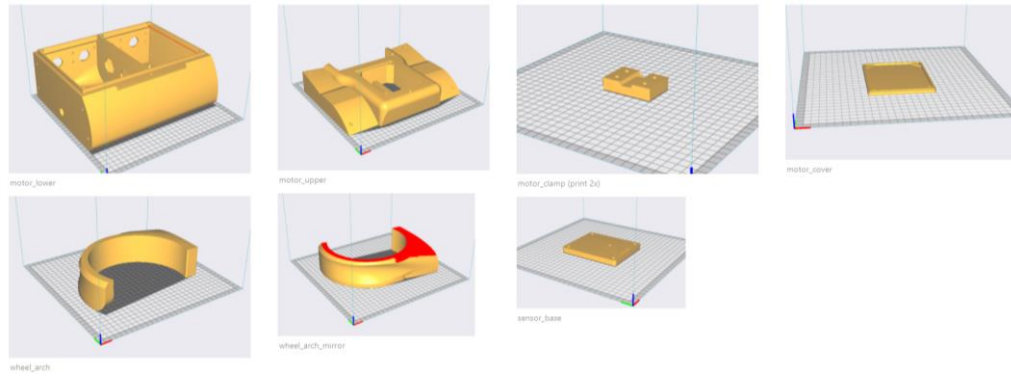 motor_lower
motor_upper
motor_clamp (print 2x)
motor_cover
wheel_arch
wheel_arch_mirror
sensor_base